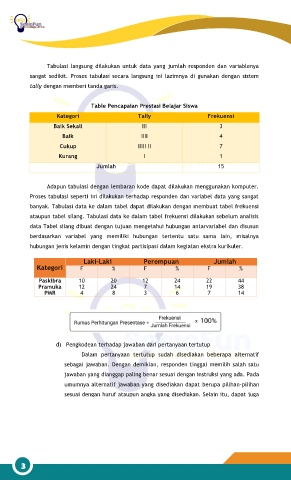 Tabulasi langsung dilakukan untuk data yang jumlah responden dan variabelnya
sangat sedikit. Proses tabulasi secara langsung ini lazimnya di gunakan dengan sistem
tally dengan memberi tanda garis.
Table Pencapaian Prestasi Belajar Siswa
Kategori Tally Frekuensi
Baik Sekali III 3
Baik IIII 4
Cukup IIIII II 7
Kurang I 1
Jumlah 15
Adapun tabulasi dengan lembaran kode dapat dilakukan menggunakan komputer.
Proses tabulasi seperti ini dilakukan terhadap responden dan variabel data yang sangat
banyak. Tabulasi data ke dalam tabel dapat dilakukan dengan membuat tabel frekuensi
ataupun tabel silang. Tabulasi data ke dalam tabel frekuensi dilakukan sebelum analisis
data Tabel silang dibuat dengan tujuan mengetahui hubungan antarvariabel dan disusun
berdasarkan variabel yang memiliki hubungan tertentu satu sama lain, misalnya
hubungan jenis kelamin dengan tingkat partisipasi dalam kegiatan ekstra kurikuler.
Kategori Laki-Laki Perempuan Jumlah
F % F % F %
Paskibra 10 20 12 24 22 44
Pramuka 12 24 7 14 19 38
PMR 4 8 3 6 7 14
Rumus Perhitungan Presentase = Frekuensi / Jumlah Frekuensi x 100%
d) Pengkodean terhadap jawaban dari pertanyaan tertutup
Dalam pertanyaan tertutup sudah disediakan beberapa alternatif
sebagai jawaban. Dengan demikian, responden tinggal memilih salah satu
jawaban yang dianggap paling benar sesuai dengan instruksi yang ada. Pada
umumnya alternatif jawaban yang disediakan dapat berupa pilihan-pilihan
sesuai dengan huruf ataupun angka yang disediakan. Selain itu, dapat juga
3